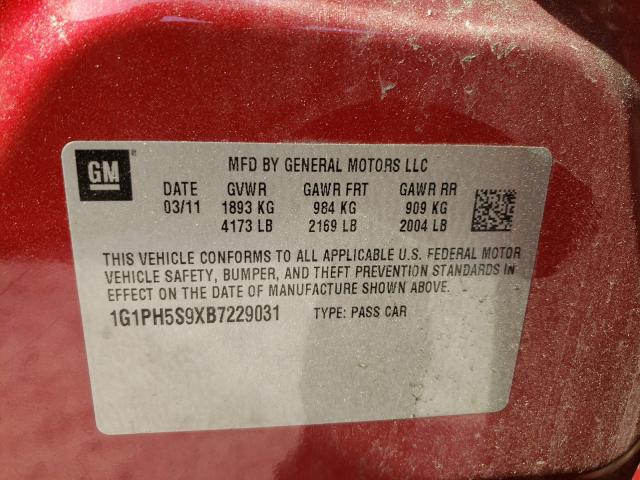 GM
MFD BY GENERAL MOTORS LLC
DATE GVWR GAWR FRT GAWR RR
03/11 1893 KG 984 KG 909 KG
4173 LB 2169 LB 2004 LB
THIS VEHICLE CONFORMS TO ALL APPLICABLE U.S. FEDERAL MOTOR
VEHICLE SAFETY, BUMPER, AND THEFT PREVENTION STANDARDS IN
EFFECT ON THE DATE OF MANUFACTURE SHOWN ABOVE.
1G1PH5S9XB7229031 TYPE: PASS CAR